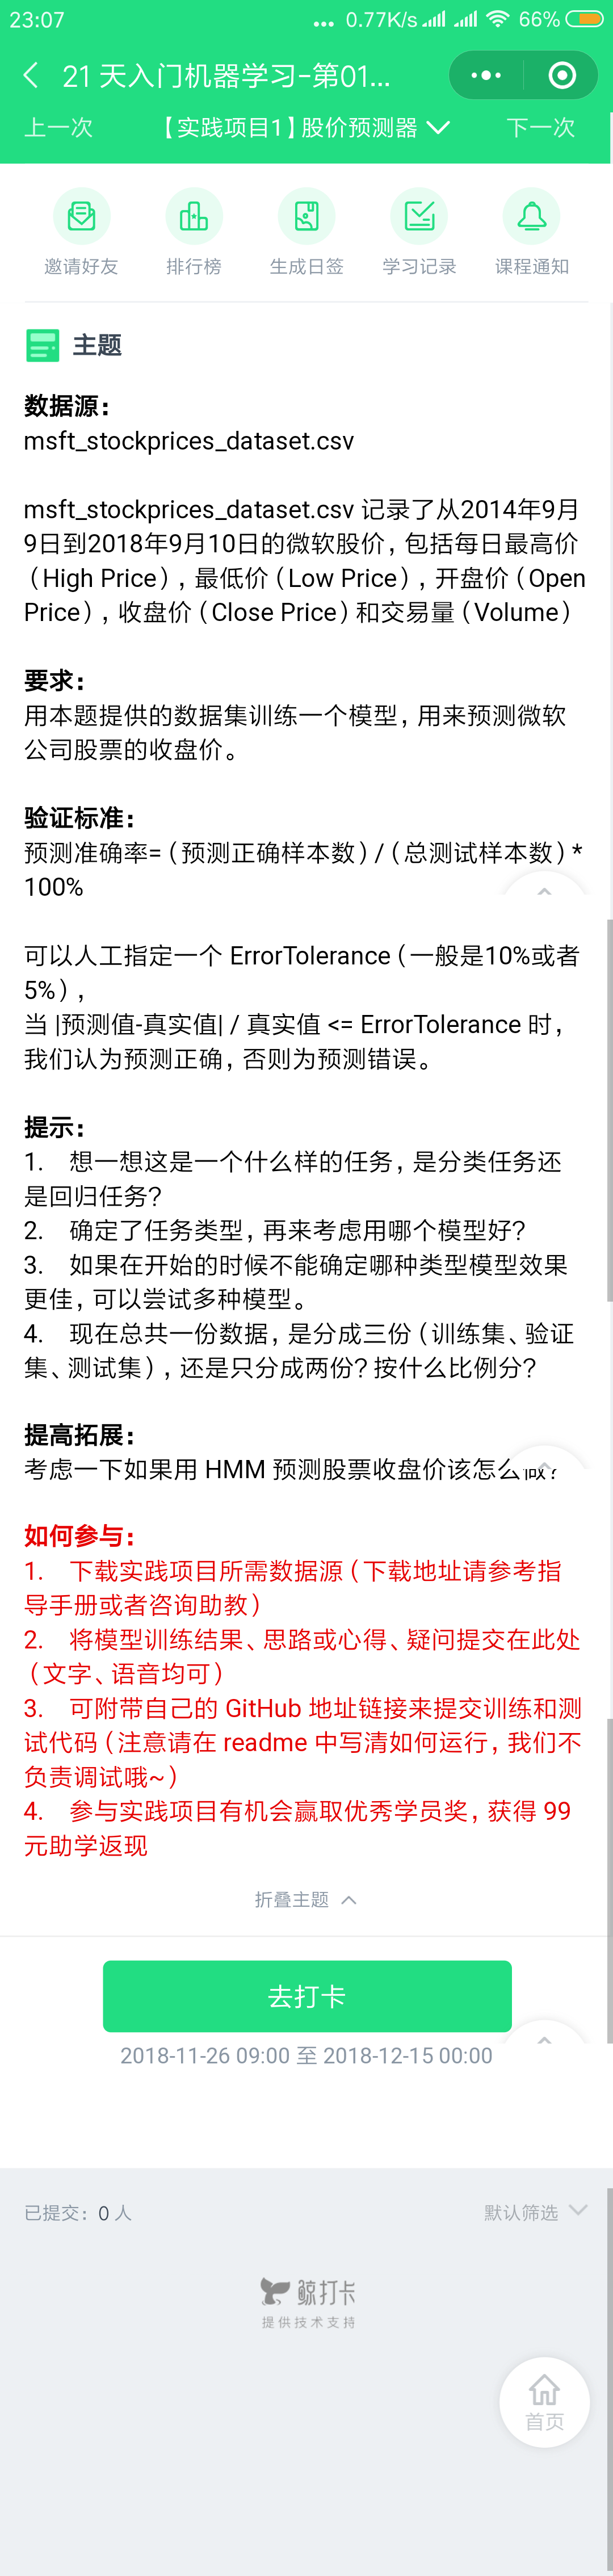 23:07
... 0.77K/s 66%
21 天入门机器学习-第01...
上一次 【实践项目1】股价预测器 下一次
邀请好友 排行榜 生成日签 学习记录 课程通知
主题
数据源：
msft_stockprices_dataset.csv
msft_stockprices_dataset.csv 记录了从2014年9月
9日到2018年9月10日的微软股价，包括每日最高价
（High Price），最低价（Low Price），开盘价（Open
Price），收盘价（Close Price）和交易量（Volume）
要求：
用本题提供的数据集训练一个模型，用来预测微软
公司股票的收盘价。
验证标准：
预测准确率=（预测正确样本数）/（总测试样本数）*
100%
可以人工指定一个 ErrorTolerance（一般是10%或者
5%），
当 |预测值-真实值| / 真实值 <= ErrorTolerance 时，
我们认为预测正确，否则为预测错误。
提示：
1. 想一想这是一个什么样的任务，是分类任务还
是回归任务？
2. 确定了任务类型，再来考虑用哪个模型好？
3. 如果在开始的时候不能确定哪种类型模型效果
更佳，可以尝试多种模型。
4. 现在总共一份数据，是分成三份（训练集、验证
集、测试集），还是只分成两份？按什么比例分？
提高拓展：
考虑一下如果用 HMM 预测股票收盘价该怎么做？
如何参与：
1. 下载实践项目所需数据源（下载地址请参考指
导手册或者咨询助教）
2. 将模型训练结果、思路或心得、疑问提交在此处
（文字、语音均可）
3. 可附带自己的 GitHub 地址链接来提交训练和测
试代码（注意请在 readme 中写清如何运行，我们不
负责调试哦~）
4. 参与实践项目有机会赢取优秀学员奖，获得 99
元助学返现
折叠主题
去打卡
2018-11-26 09:00 至 2018-12-15 00:00
已提交：0 人 默认筛选
鲸打卡
提供技术支持
首页